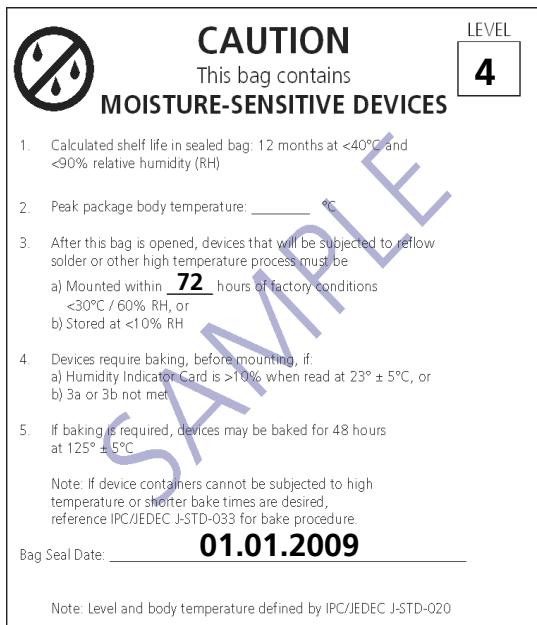 CAUTION
LEVEL
4
This bag contains
MOISTURE-SENSITIVE DEVICES
1. Calculated shelf life in sealed bag: 12 months at <40°C and
<90% relative humidity (RH)
2. Peak package body temperature: ________ °C
3. After this bag is opened, devices that will be subjected to reflow
solder or other high temperature process must be
a) Mounted within 72 hours of factory conditions
<30°C / 60% RH, or
b) Stored at <10% RH
4. Devices require baking, before mounting, if:
a) Humidity Indicator Card is >10% when read at 23° ± 5°C, or
b) 3a or 3b not met
5. If baking is required, devices may be baked for 48 hours
at 125° ± 5°C
Note: If device containers cannot be subjected to high
temperature or shorter bake times are desired,
reference IPC/JEDEC J-STD-033 for bake procedure.
Bag Seal Date: 01.01.2009
Note: Level and body temperature defined by IPC/JEDEC J-STD-020
SAMPLE